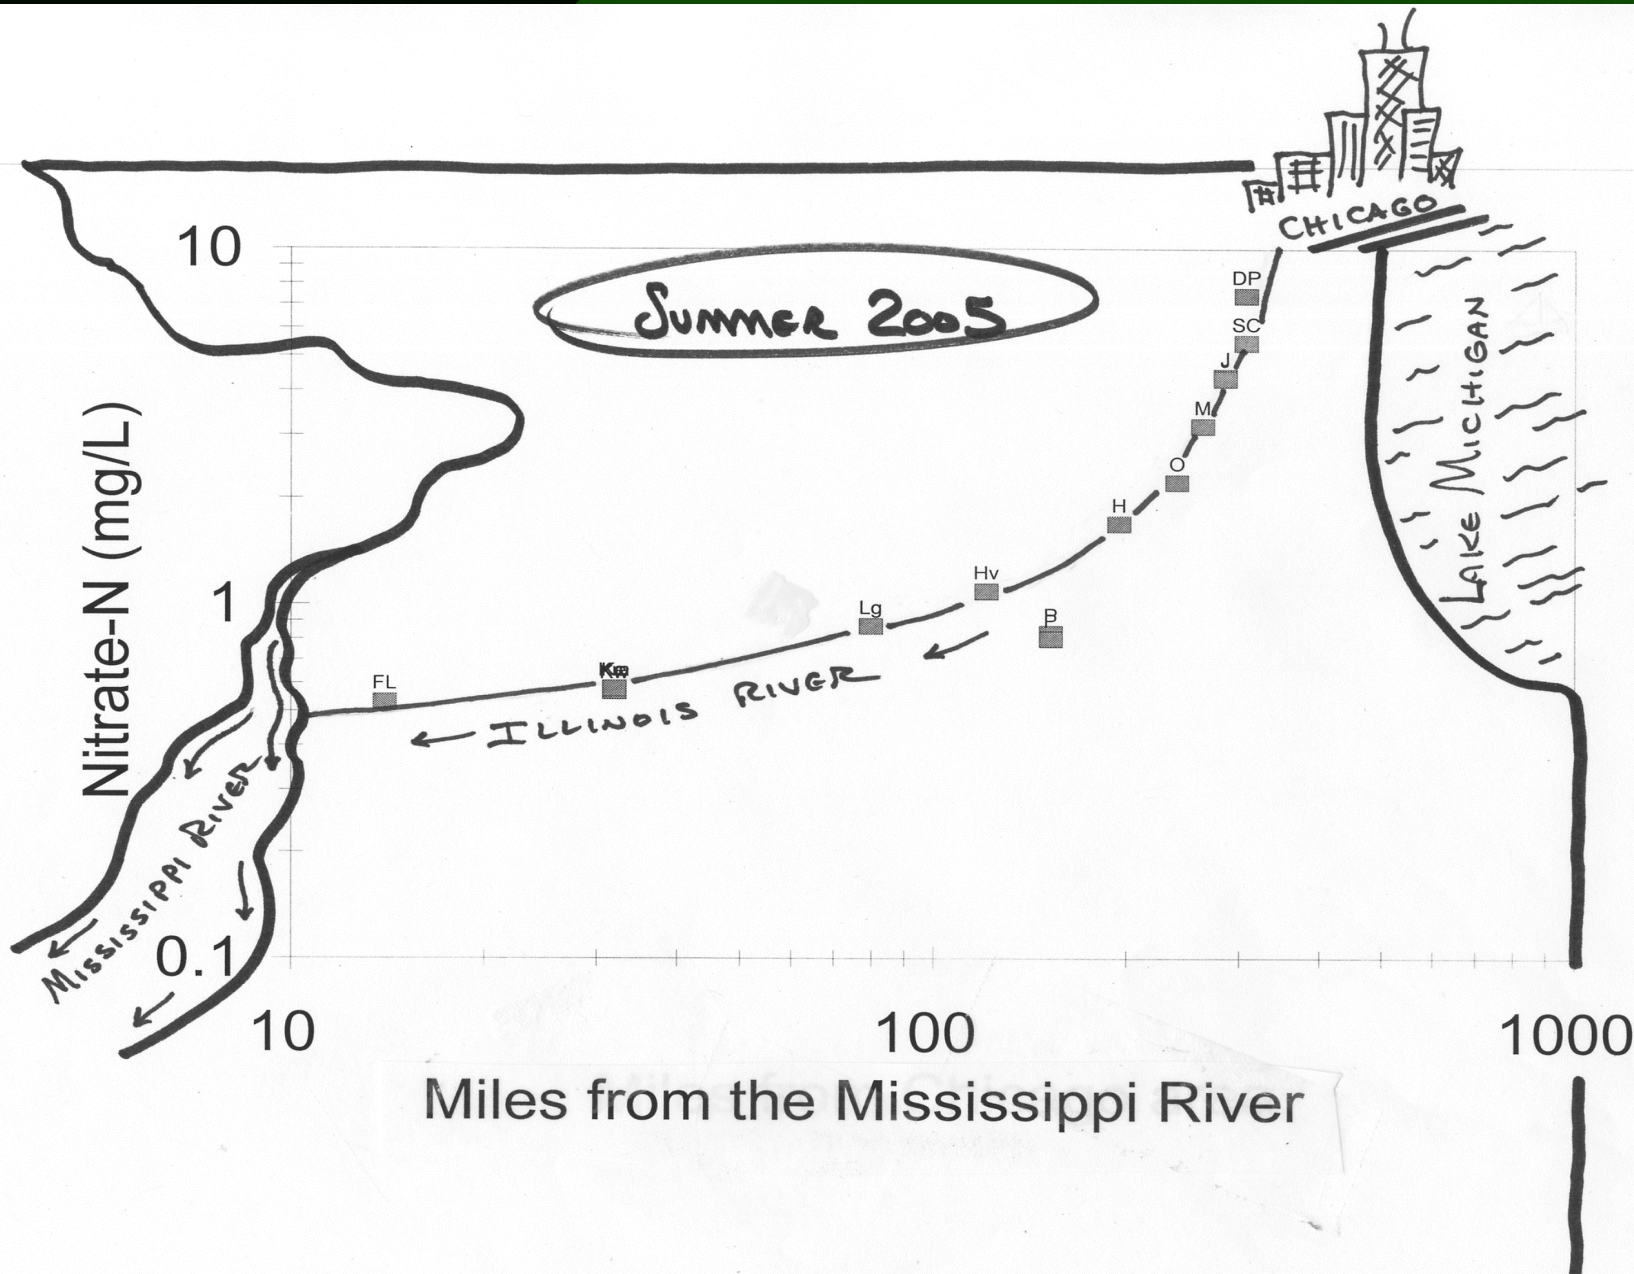 CHICAGO
10
SUMMER 2005
DP
SC
J
M
O
H
Hv
Lg
B
FL
1
0.1
Nitrate-N (mg/L)
LAKE MICHIGAN
ILLINOIS RIVER
MISSISSIPPI RIVER
10
100
1000
Miles from the Mississippi River